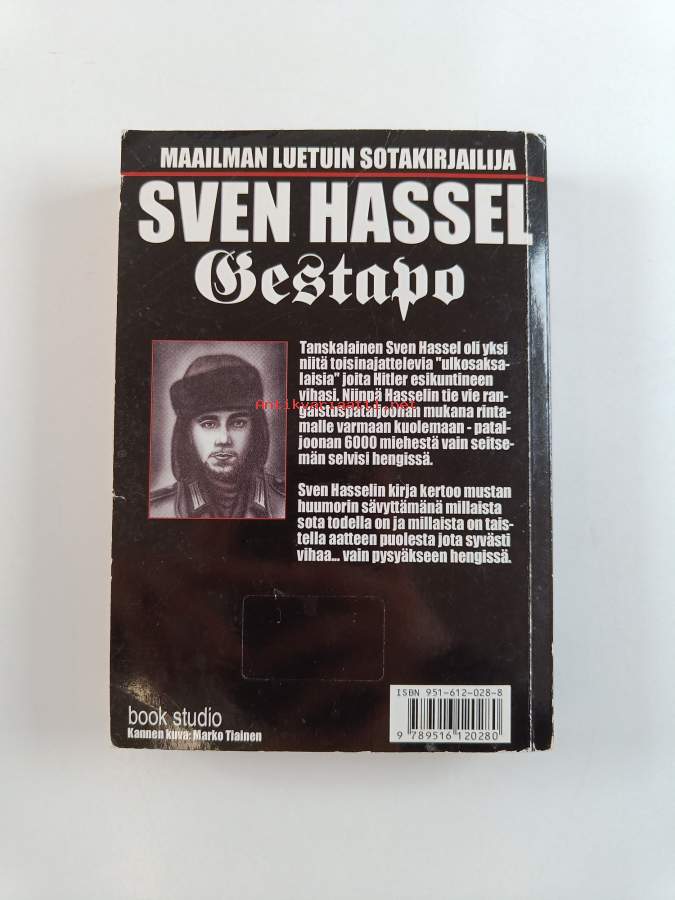 MAAILMAN LUETUIN SOTAKIRJAILIJA
SVEN HASSEL
Gestapo
Tanskalainen Sven Hassel oli yksi
niitä toisinajattelevia "ulkosaksa-
laisia" joita Hitler esikuntineen
vihasi. Niinpä Hasselin tie vie ran-
gaistuspataljoonan mukana rinta-
malle varmaan kuolemaan - patal-
joonan 6000 miehestä vain seitse-
män selvisi hengissä.
Antikvariaatti.net
Sven Hasselin kirja kertoo mustan
huumorin sävyttämänä millaista
sota todella on ja millaista on tais-
tella aatteen puolesta jota syvästi
vihaa... vain pysyäkseen hengissä.
ISBN 951-612-028-8
9 789516 120280
book studio
Kannen kuva: Marko Tiainen